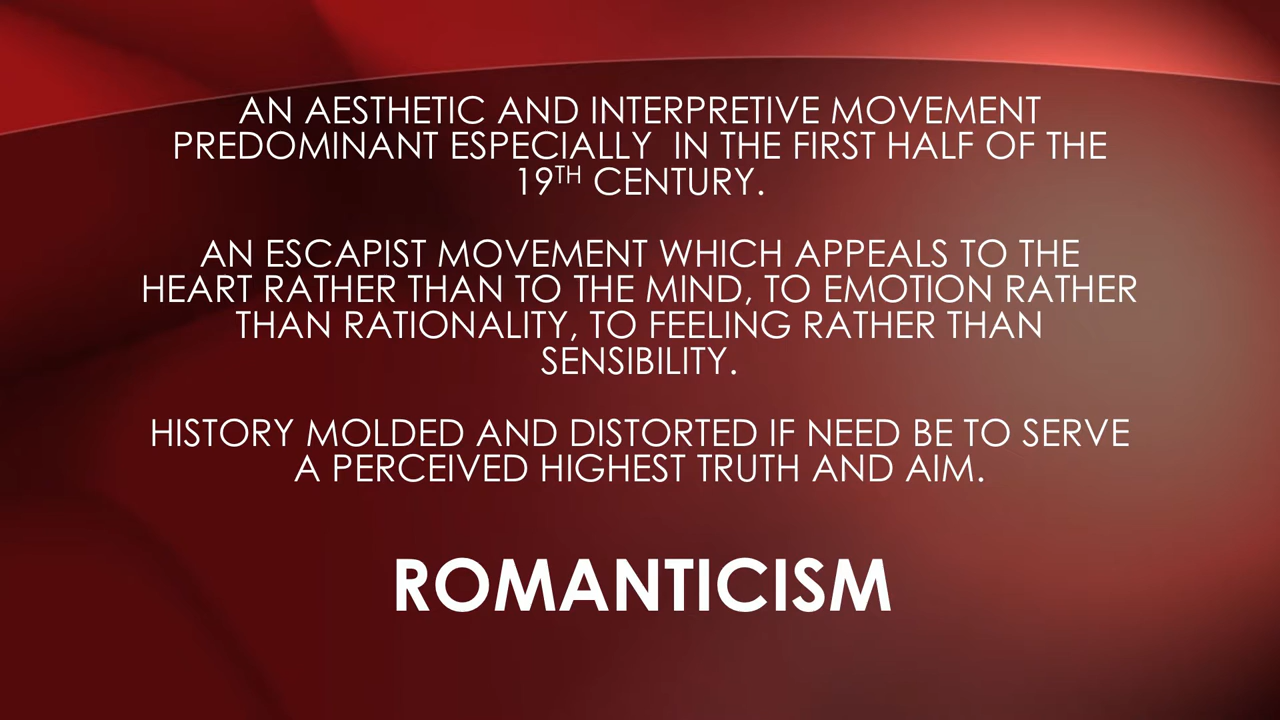 AN AESTHETIC AND INTERPRETIVE MOVEMENT
PREDOMINANT ESPECIALLY  IN THE FIRST HALF OF THE
19TH CENTURY.
AN ESCAPIST MOVEMENT WHICH APPEALS TO THE
HEART RATHER THAN TO THE MIND, TO EMOTION RATHER
THAN RATIONALITY, TO FEELING RATHER THAN
SENSIBILITY.
HISTORY MOLDED AND DISTORTED IF NEED BE TO SERVE
A PERCEIVED HIGHEST TRUTH AND AIM.
ROMANTICISM